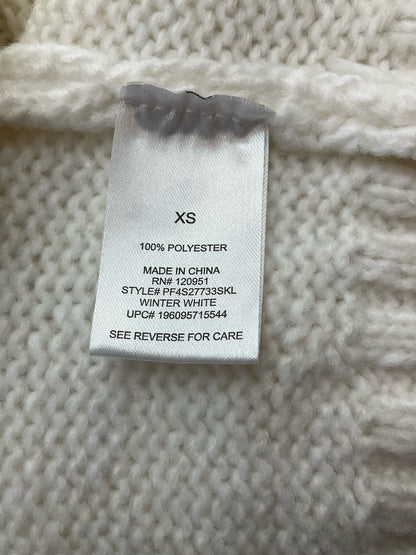 XS
100% POLYESTER
MADE IN CHINA
RN# 120951
STYLE# PF4S27733SKL
WINTER WHITE
UPC# 196095715544
SEE REVERSE FOR CARE